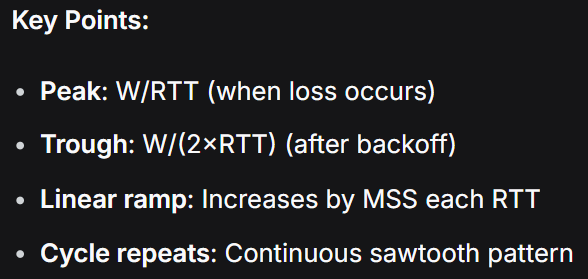 Key Points:
• Peak: W/RTT (when loss occurs)
• Trough: W/(2×RTT) (after backoff)
• Linear ramp: Increases by MSS each RTT
• Cycle repeats: Continuous sawtooth pattern